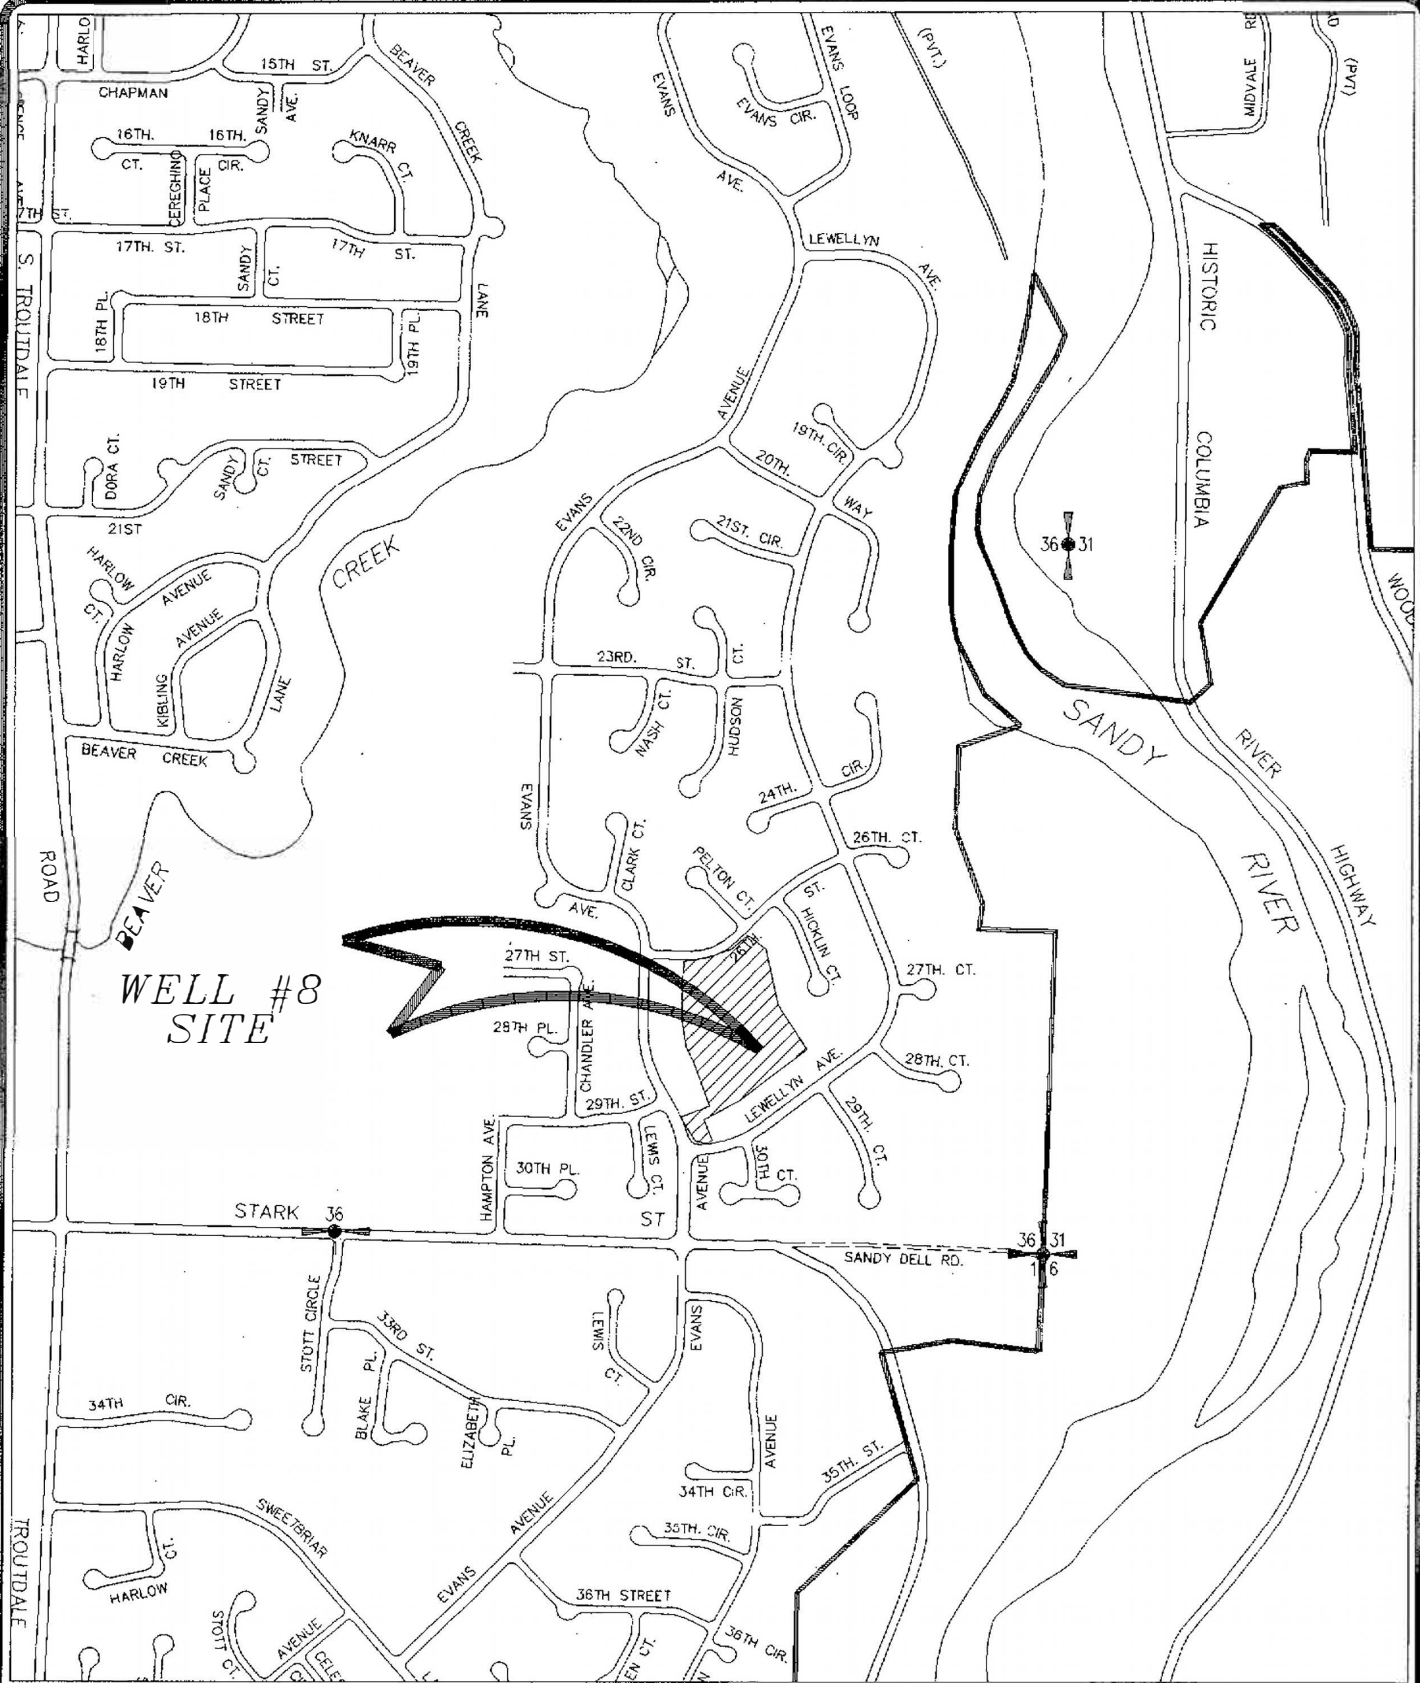 HARLO
15TH ST.
CHAPMAN
SANDY
AVE.
BEAVER
CREEK
LANE
16TH.
CT.
16TH.
CIR.
CEREGHINO
PLACE
KNARR CT.
7TH ST.
17TH. ST.
17TH ST.
SANDY
CT.
18TH PL.
18TH STREET
19TH PL.
19TH STREET
S. TROUTDALE
ROAD
EVANS
AVE.
EVANS CIR.
EVANS LOOP
(PVT.)
MIDVALE RD
(PVT)
LEWELLYN
AVE.
HISTORIC
COLUMBIA
RIVER
HIGHWAY
AVENUE
19TH. CIR.
20TH.
WAY
DORA CT.
SANDY
CT.
STREET
21ST
EVANS
22ND CIR.
21ST. CIR.
36 31
HARLOW
CT.
HARLOW
AVENUE
KIBLING
AVENUE
LANE
CREEK
23RD. ST.
CT.
NASH CT.
HUDSON
BEAVER CREEK
SANDY
RIVER
24TH.
CIR.
EVANS
CLARK CT.
AVE.
26TH. CT.
PELTON CT.
ST.
HICKLIN CT.
26TH.
BEAVER
WELL #8
SITE
27TH ST.
28TH PL.
CHANDLER AVE.
29TH. ST.
27TH. CT.
28TH. CT.
LEWELLYN AVE.
29TH. CT.
HAMPTON AVE.
30TH PL.
LEWIS CT.
AVENUE
30TH
CT.
STARK
36
ST
36 31
1 6
SANDY DELL RD.
STOTT CIRCLE
33RD ST.
BLAKE PL.
ELIZABETH
PL.
LEWIS
CT.
EVANS
AVENUE
34TH CIR.
34TH CIR.
35TH. ST.
35TH. CIR.
SWEETBRIAR
EVANS
AVENUE
36TH STREET
36TH CIR.
EN CT.
TROUTDALE
HARLOW
CT.
STOTT CT.
AVENUE